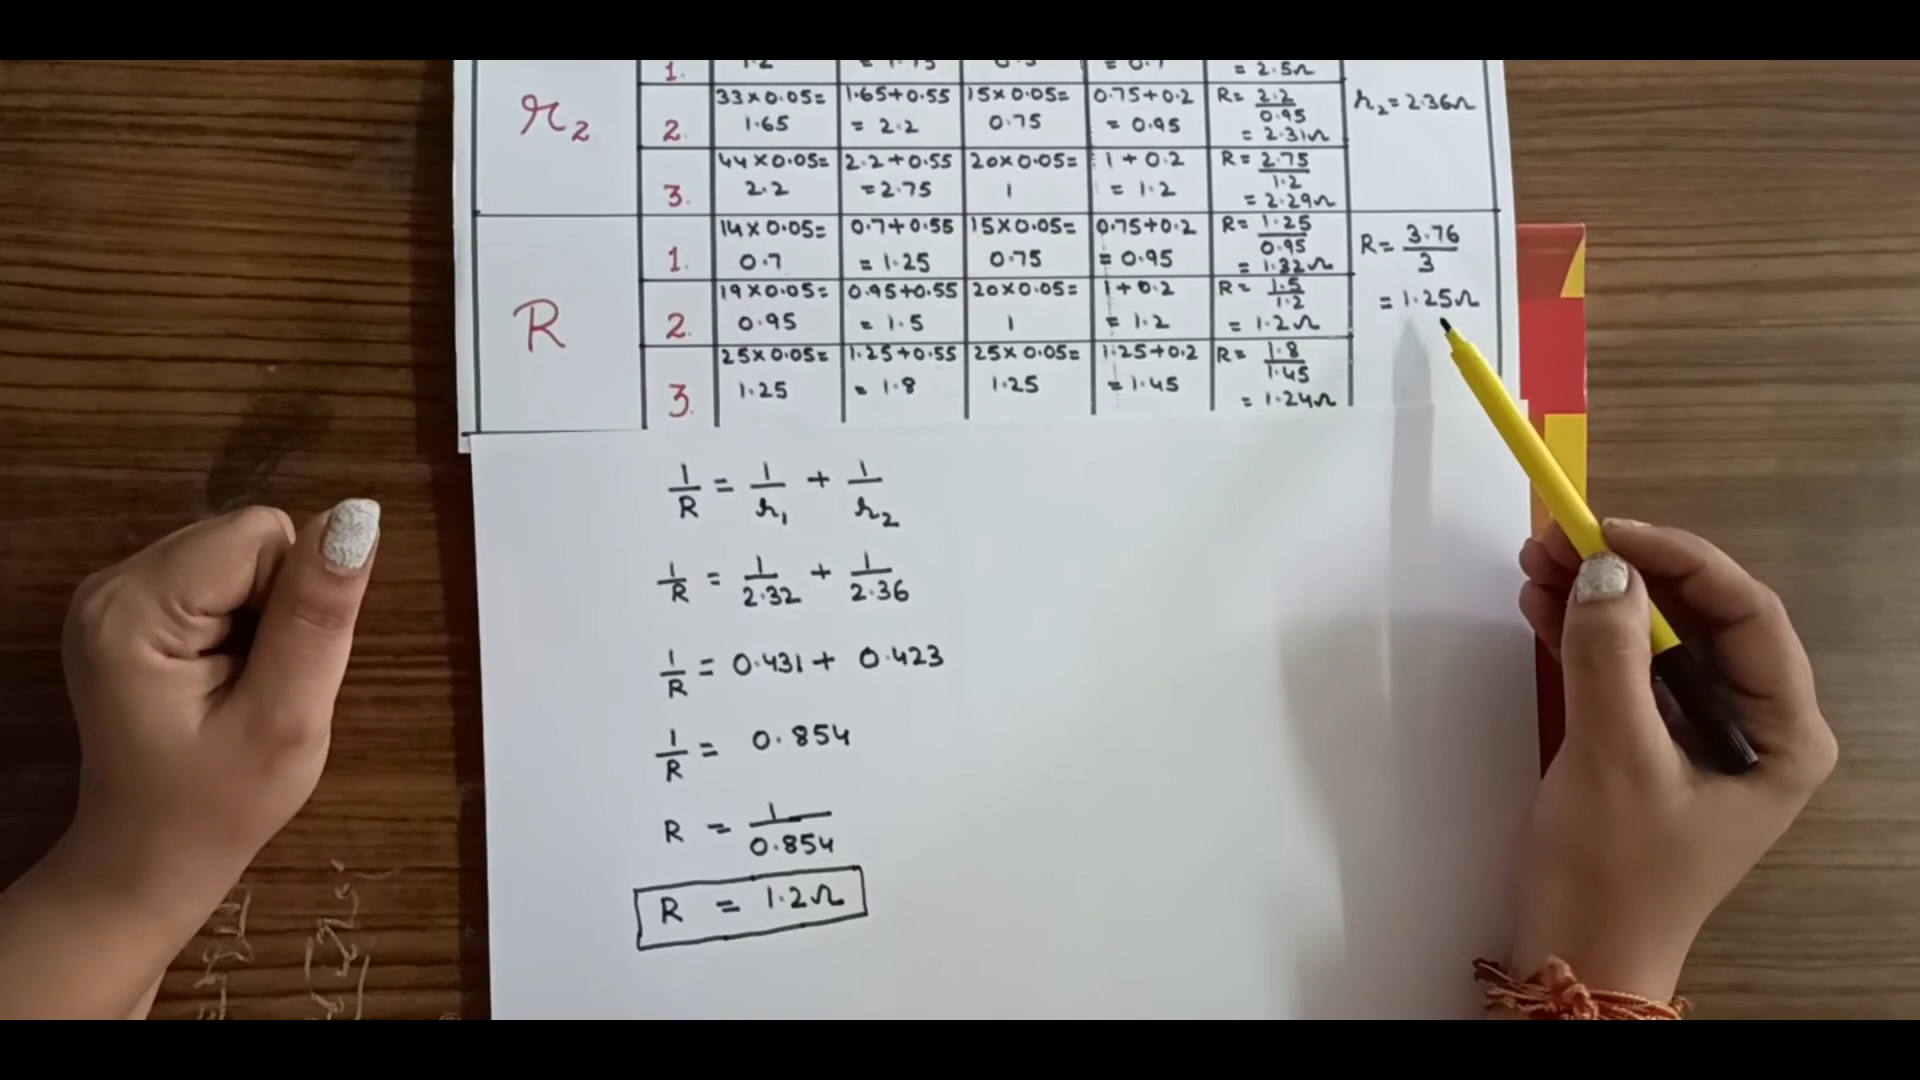 1. = 2.5Ω
r₂
33×0.05= 1.65+0.55 15×0.05= 0.75+0.2 R= 2.2/0.95 r₂=2.36Ω
2. 1.65 = 2.2 0.75 = 0.95 = 2.31Ω
44×0.05= 2.2+0.55 20×0.05= 1+0.2 R= 2.75/1.2
3. 2.2 =2.75 1 = 1.2 = 2.29Ω
R
14×0.05= 0.7+0.55 15×0.05= 0.75+0.2 R= 1.25/0.95 R= 3.76/3
1. 0.7 = 1.25 0.75 = 0.95 = 1.32Ω = 1.25Ω
19×0.05= 0.95+0.55 20×0.05= 1+0.2 R= 1.5/1.2
2. 0.95 = 1.5 1 = 1.2 = 1.2Ω
25×0.05= 1.25+0.55 25×0.05= 1.25+0.2 R= 1.8/1.45
3. 1.25 = 1.8 1.25 = 1.45 = 1.24Ω
1/R = 1/r₁ + 1/r₂
1/R = 1/2.32 + 1/2.36
1/R = 0.431 + 0.423
1/R = 0.854
R = 1/0.854
R = 1.2Ω